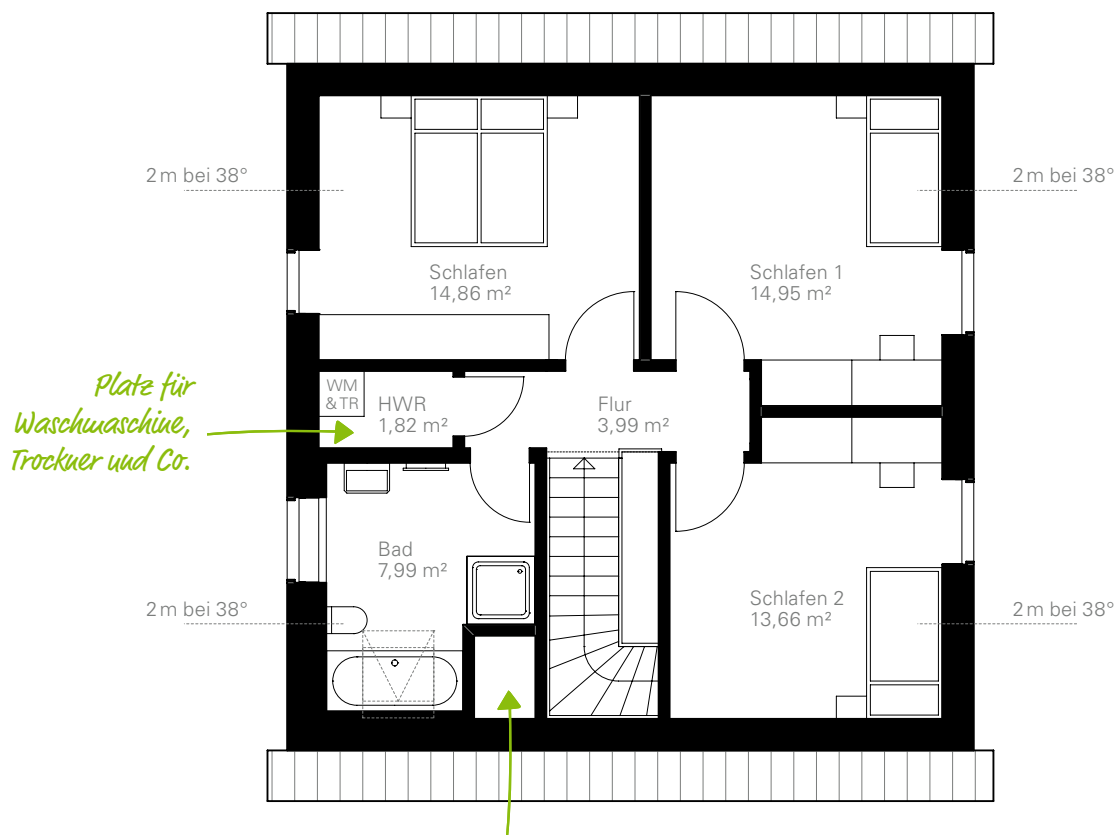 2 m bei 38°
2 m bei 38°
Schlafen
14,86 m²
Schlafen 1
14,95 m²
Platz für
Waschmaschine,
Trockner und Co.
WM
& TR
HWR
1,82 m²
Flur
3,99 m²
Bad
7,99 m²
Schlafen 2
13,66 m²
2 m bei 38°
2 m bei 38°